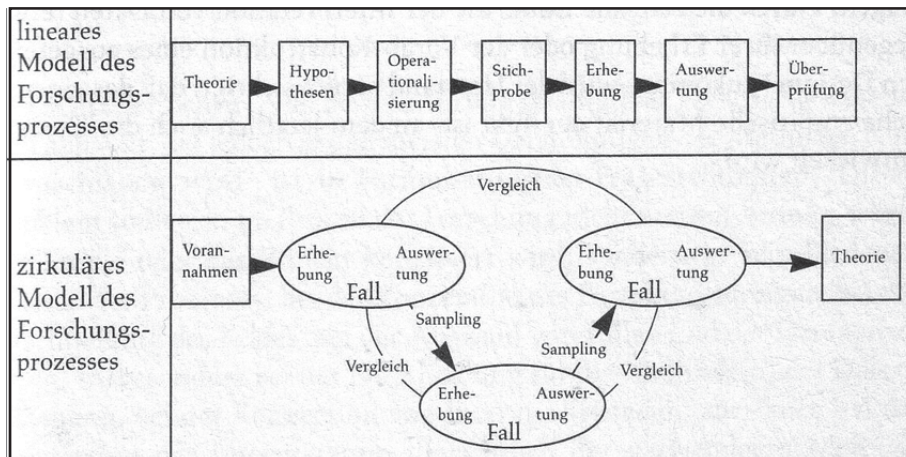 lineares
Modell des
Forschungs-
prozesses
Theorie
Hypo-
thesen
Operati-
onali-
sierung
Stich-
probe
Erhe-
bung
Auswer-
tung
Über-
prüfung
zirkuläres
Modell des
Forschungs-
prozesses
Vergleich
Voran-
nahmen
Erhe-
bung
Auswer-
tung
Fall
Erhe-
bung
Auswer-
tung
Fall
Theorie
Sampling
Sampling
Vergleich
Vergleich
Erhe-
bung
Auswer-
tung
Fall